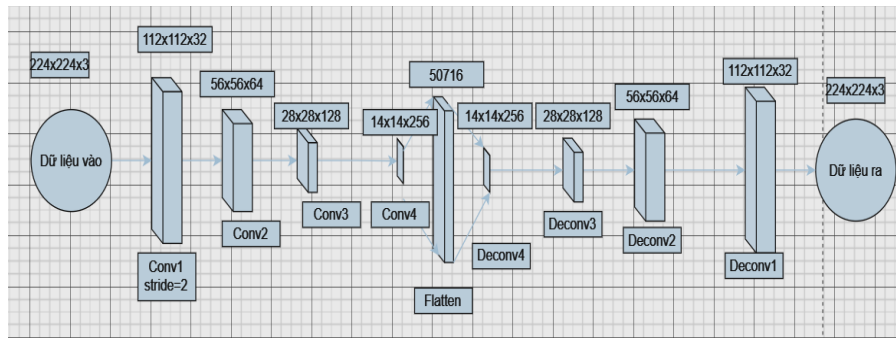 224x224x3
112x112x32
56x56x64
28x28x128
14x14x256
50716
14x14x256
28x28x128
56x56x64
112x112x32
224x224x3
Dữ liệu vào
Dữ liệu ra
Conv1
stride=2
Conv2
Conv3
Conv4
Flatten
Deconv4
Deconv3
Deconv2
Deconv1